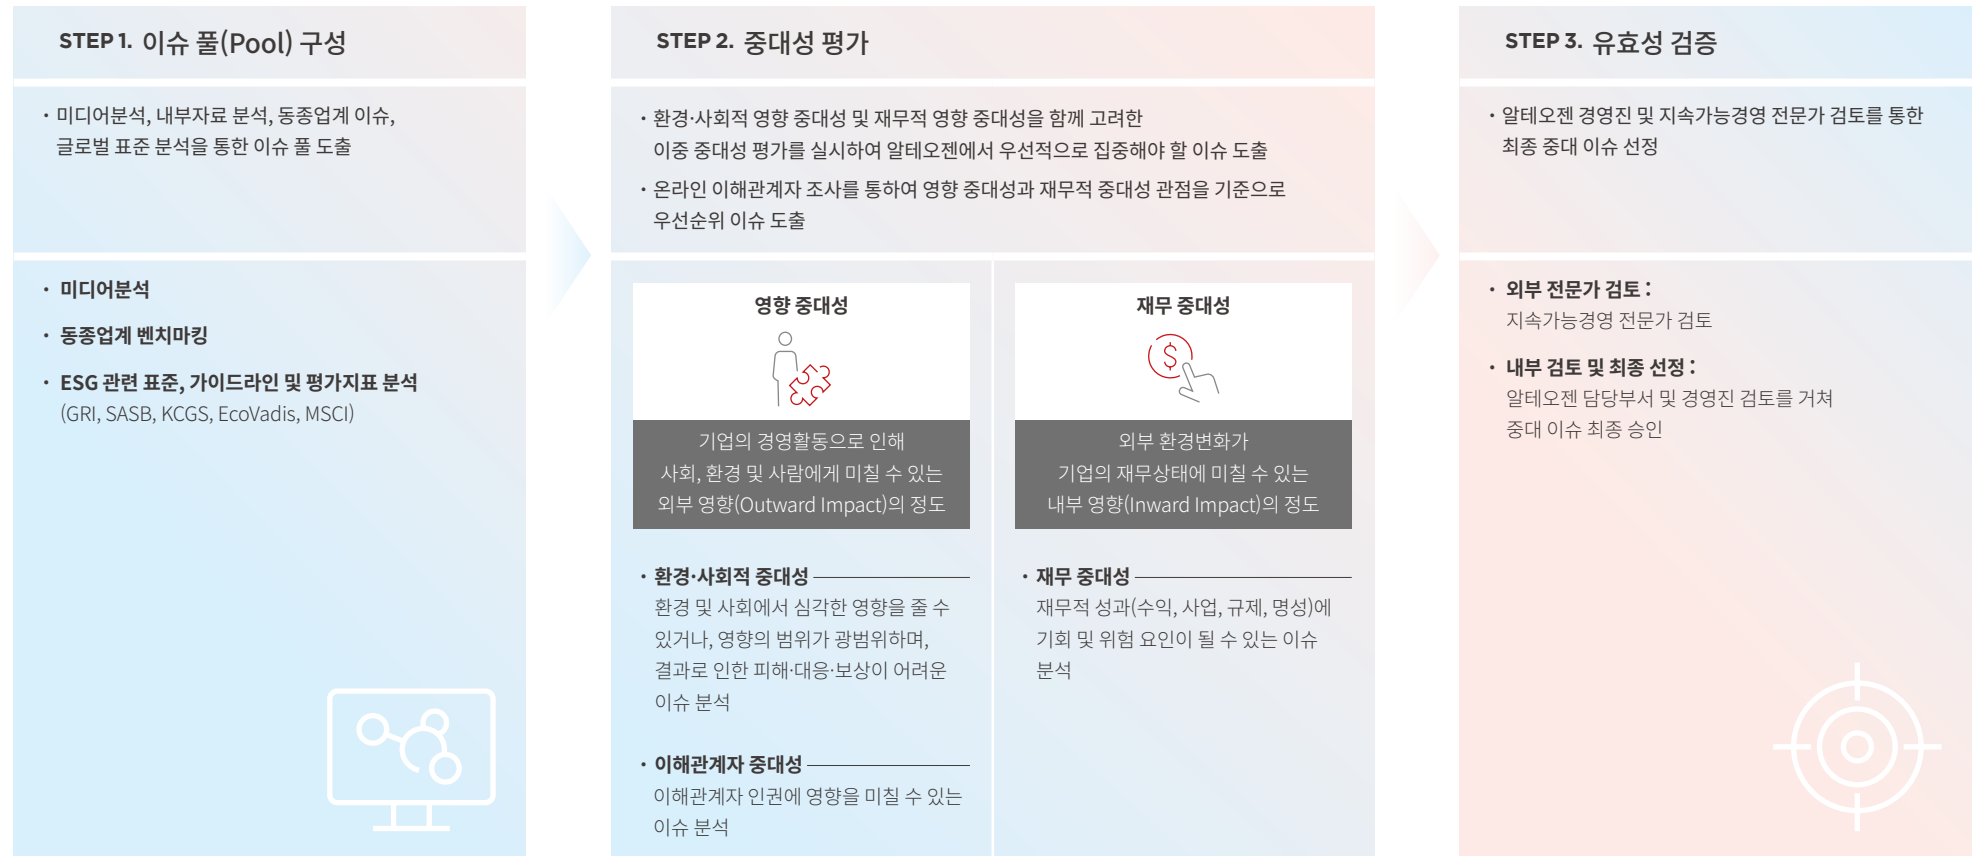 STEP 1. 이슈 풀(Pool) 구성
· 미디어분석, 내부자료 분석, 동종업계 이슈,
글로벌 표준 분석을 통한 이슈 풀 도출
· 미디어분석
· 동종업계 벤치마킹
· ESG 관련 표준, 가이드라인 및 평가지표 분석
(GRI, SASB, KCGS, EcoVadis, MSCI)
STEP 2. 중대성 평가
· 환경·사회적 영향 중대성 및 재무적 영향 중대성을 함께 고려한
이중 중대성 평가를 실시하여 알테오젠에서 우선적으로 집중해야 할 이슈 도출
· 온라인 이해관계자 조사를 통하여 영향 중대성과 재무적 중대성 관점을 기준으로
우선순위 이슈 도출
영향 중대성
기업의 경영활동으로 인해
사회, 환경 및 사람에게 미칠 수 있는
외부 영향(Outward Impact)의 정도
· 환경·사회적 중대성
환경 및 사회에서 심각한 영향을 줄 수
있거나, 영향의 범위가 광범위하며,
결과로 인한 피해·대응·보상이 어려운
이슈 분석
· 이해관계자 중대성
이해관계자 인권에 영향을 미칠 수 있는
이슈 분석
재무 중대성
$
외부 환경변화가
기업의 재무상태에 미칠 수 있는
내부 영향(Inward Impact)의 정도
· 재무 중대성
재무적 성과(수익, 사업, 규제, 명성)에
기회 및 위험 요인이 될 수 있는 이슈
분석
STEP 3. 유효성 검증
· 알테오젠 경영진 및 지속가능경영 전문가 검토를 통한
최종 중대 이슈 선정
· 외부 전문가 검토 :
지속가능경영 전문가 검토
· 내부 검토 및 최종 선정 :
알테오젠 담당부서 및 경영진 검토를 거쳐
중대 이슈 최종 승인